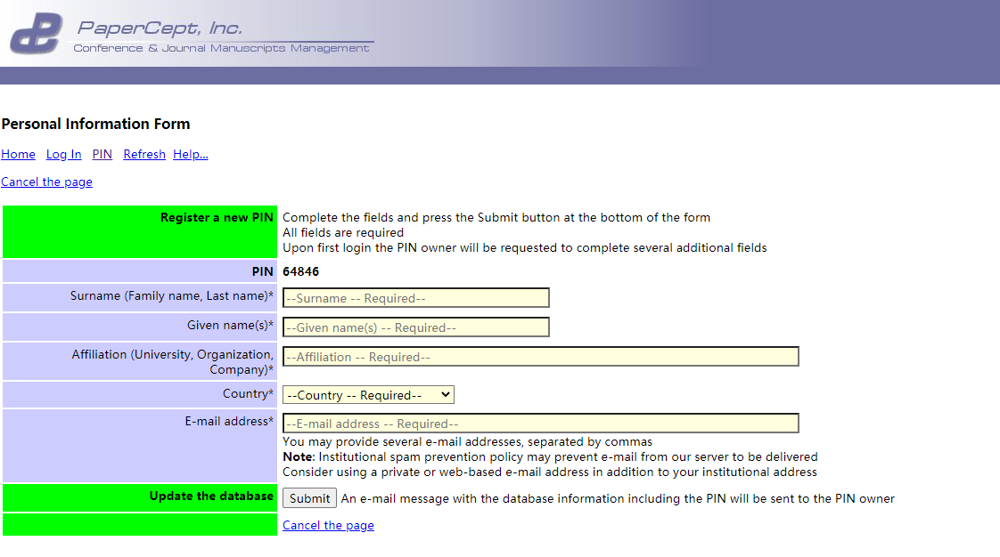 PaperCept, Inc.
Conference & Journal Manuscripts Management
Personal Information Form
Home Log In PIN Refresh Help...
Cancel the page
Register a new PIN Complete the fields and press the Submit button at the bottom of the form
All fields are required
Upon first login the PIN owner will be requested to complete several additional fields
PIN 64846
Surname (Family name, Last name)* --Surname -- Required--
Given name(s)* --Given name(s) -- Required--
Affiliation (University, Organization, Company)* --Affiliation -- Required--
Country* --Country -- Required--
E-mail address* --E-mail address -- Required--
You may provide several e-mail addresses, separated by commas
Note: Institutional spam prevention policy may prevent e-mail from our server to be delivered
Consider using a private or web-based e-mail address in addition to your institutional address
Update the database Submit An e-mail message with the database information including the PIN will be sent to the PIN owner
Cancel the page